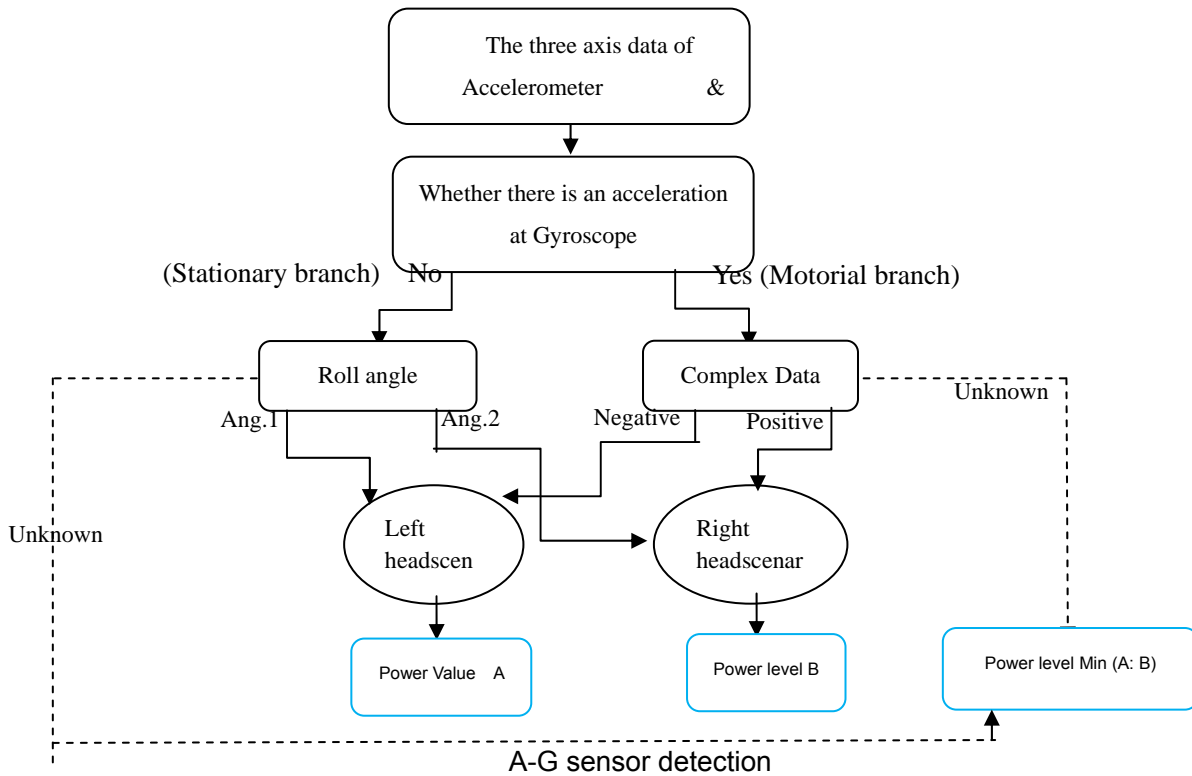 The three axis data of
Accelerometer &
Whether there is an acceleration
at Gyroscope
(Stationary branch) No
Yes (Motorial branch)
Roll angle
Complex Data
Unknown
Ang.1
Ang.2
Negative
Positive
Unknown
Left
headscen
Right
headscenar
Power Value A
Power level B
Power level Min (A: B)
A-G sensor detection